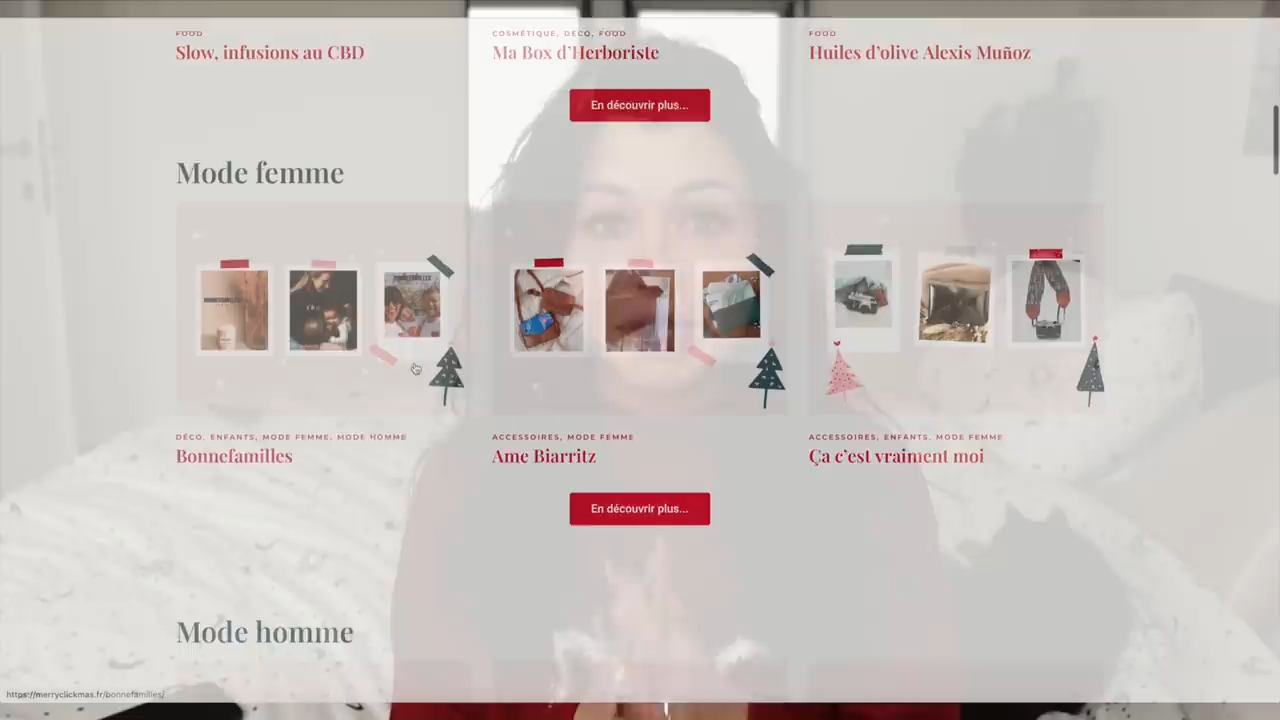 FOOD
Slow, infusions au CBD
COSMÉTIQUE, DÉCO, FOOD
Ma Box d'Herboriste
FOOD
Huiles d'olive Alexis Muñoz
En découvrir plus...
Mode femme
DÉCO, ENFANTS, MODE FEMME, MODE HOMME
Bonnefamilles
ACCESSOIRES, MODE FEMME
Ame Biarritz
ACCESSOIRES, ENFANTS, MODE FEMME
Ça c'est vraiment moi
En découvrir plus...
Mode homme
https://merryclickmas.fr/bonnefamilles/